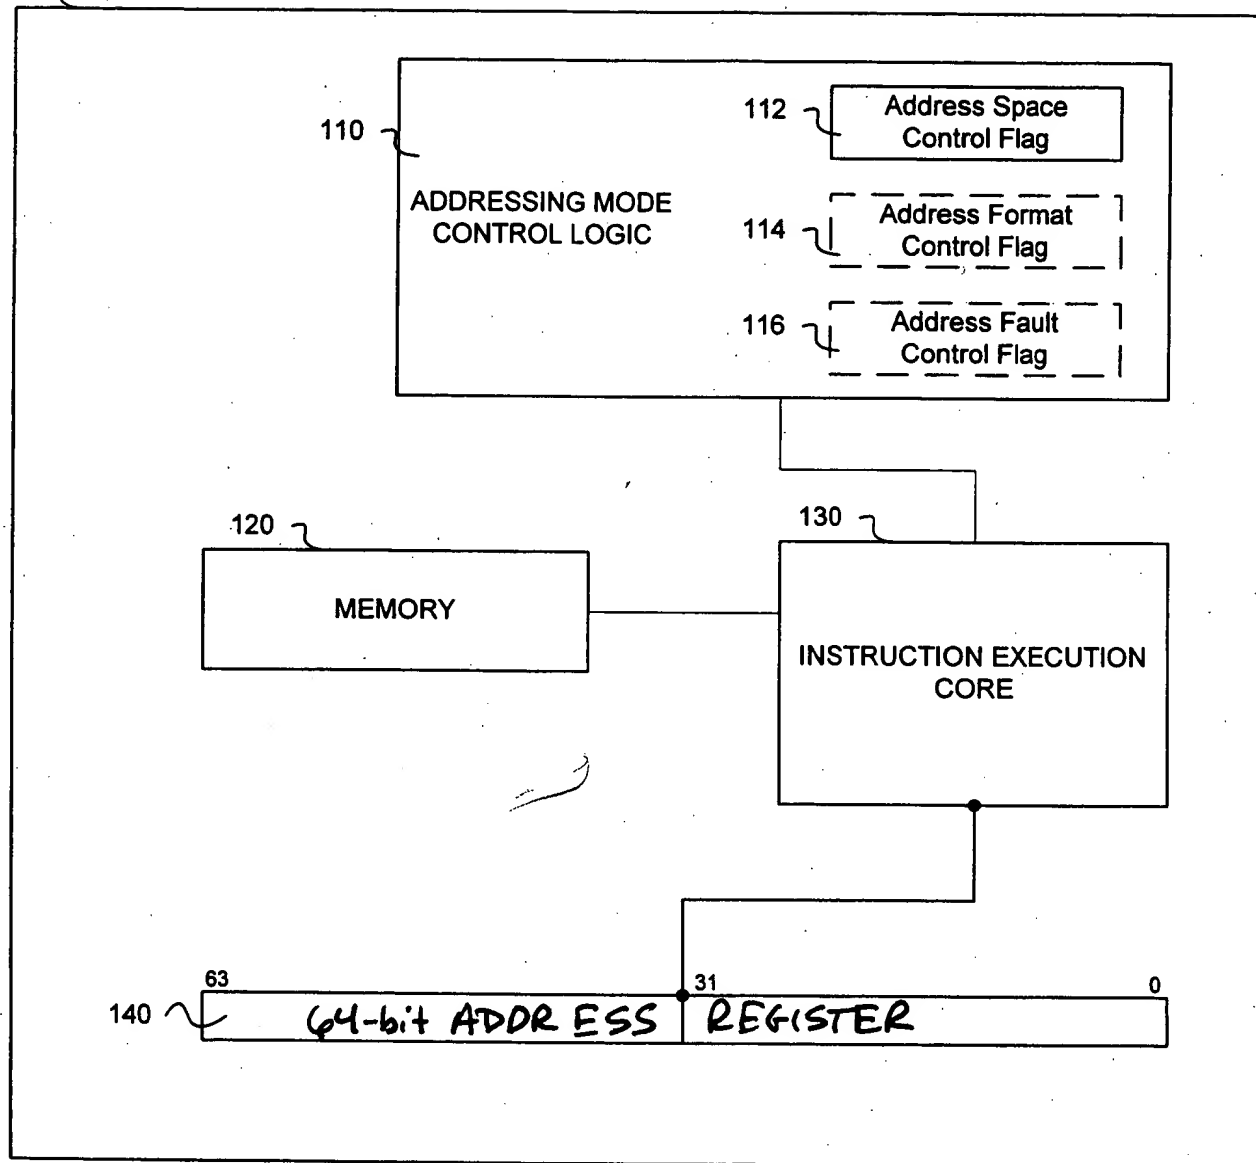 112
Address Space
Control Flag
110
ADDRESSING MODE
CONTROL LOGIC
114
Address Format
Control Flag
116
Address Fault
Control Flag
120
MEMORY
130
INSTRUCTION EXECUTION
CORE
63
31
0
140
64-bit ADDRESS REGISTER